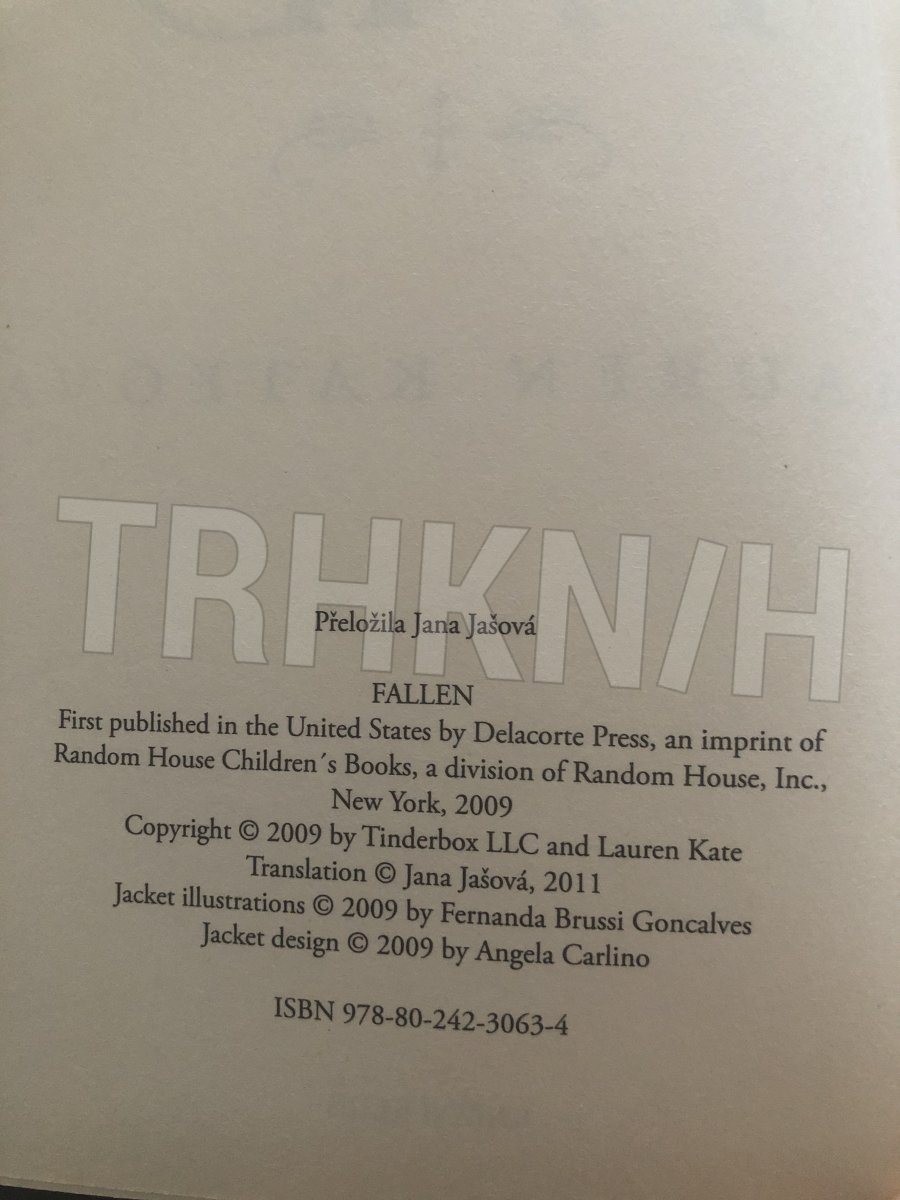 TRHKN/H
Přeložila Jana Jašová
FALLEN
First published in the United States by Delacorte Press, an imprint of
Random House Children´s Books, a division of Random House, Inc.,
New York, 2009
Copyright © 2009 by Tinderbox LLC and Lauren Kate
Translation © Jana Jašová, 2011
Jacket illustrations © 2009 by Fernanda Brussi Goncalves
Jacket design © 2009 by Angela Carlino
ISBN 978-80-242-3063-4